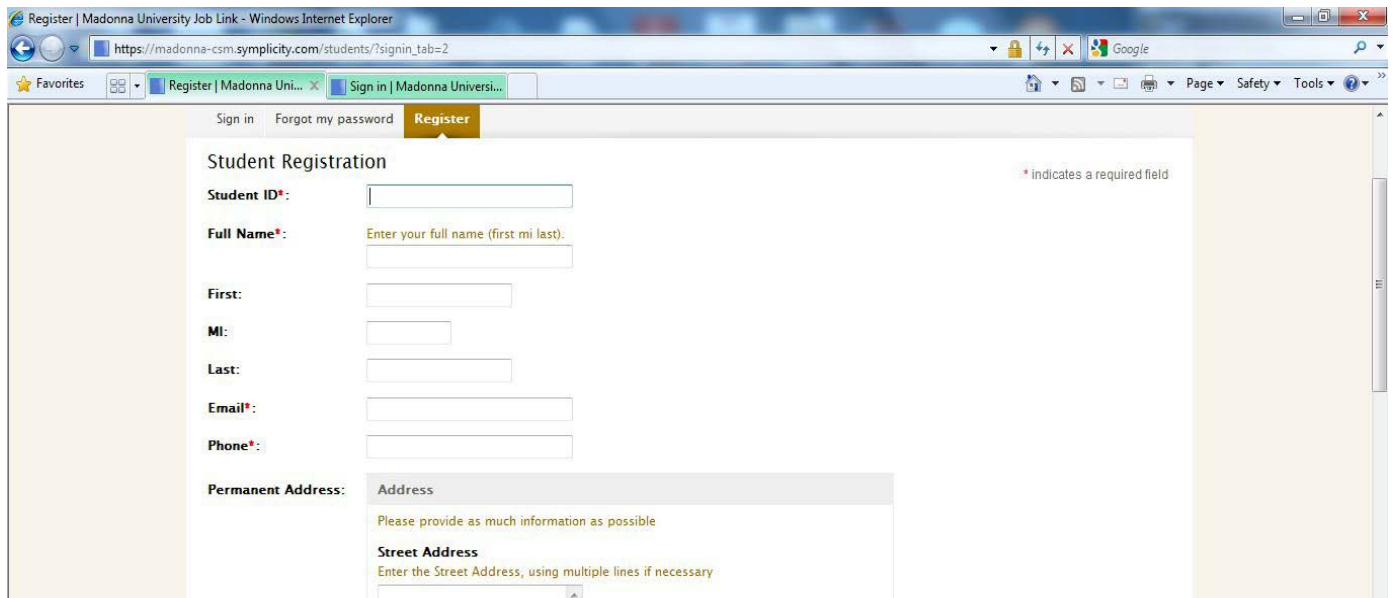 Register | Madonna University Job Link - Windows Internet Explorer
https://madonna-csm.symplicity.com/students/?signin_tab=2
Google
Favorites
Register | Madonna Uni...
Sign in | Madonna Universi...
Page Safety Tools
Sign in Forgot my password Register
Student Registration
* indicates a required field
Student ID*:
Full Name*: Enter your full name (first mi last).
First:
MI:
Last:
Email*:
Phone*:
Permanent Address: Address
Please provide as much information as possible
Street Address
Enter the Street Address, using multiple lines if necessary